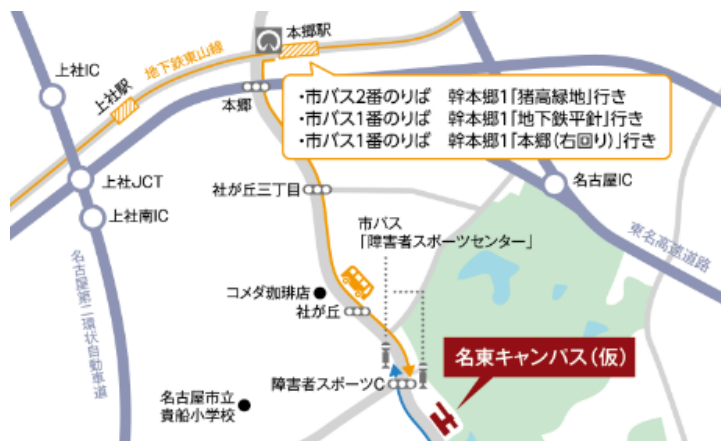 本郷駅
地下鉄東山線
上社IC
上社駅
本郷
・市バス2番のりば 幹本郷1「猪高緑地」行き
・市バス1番のりば 幹本郷1「地下鉄平針」行き
・市バス1番のりば 幹本郷1「本郷(右回り)」行き
上社JCT
社が丘三丁目
名古屋IC
上社南IC
市バス
「障害者スポーツセンター」
東名高速道路
名古屋第二環状自動車道
コメダ珈琲店
社が丘
名東キャンパス(仮)
障害者スポーツC
名古屋市立
貴船小学校